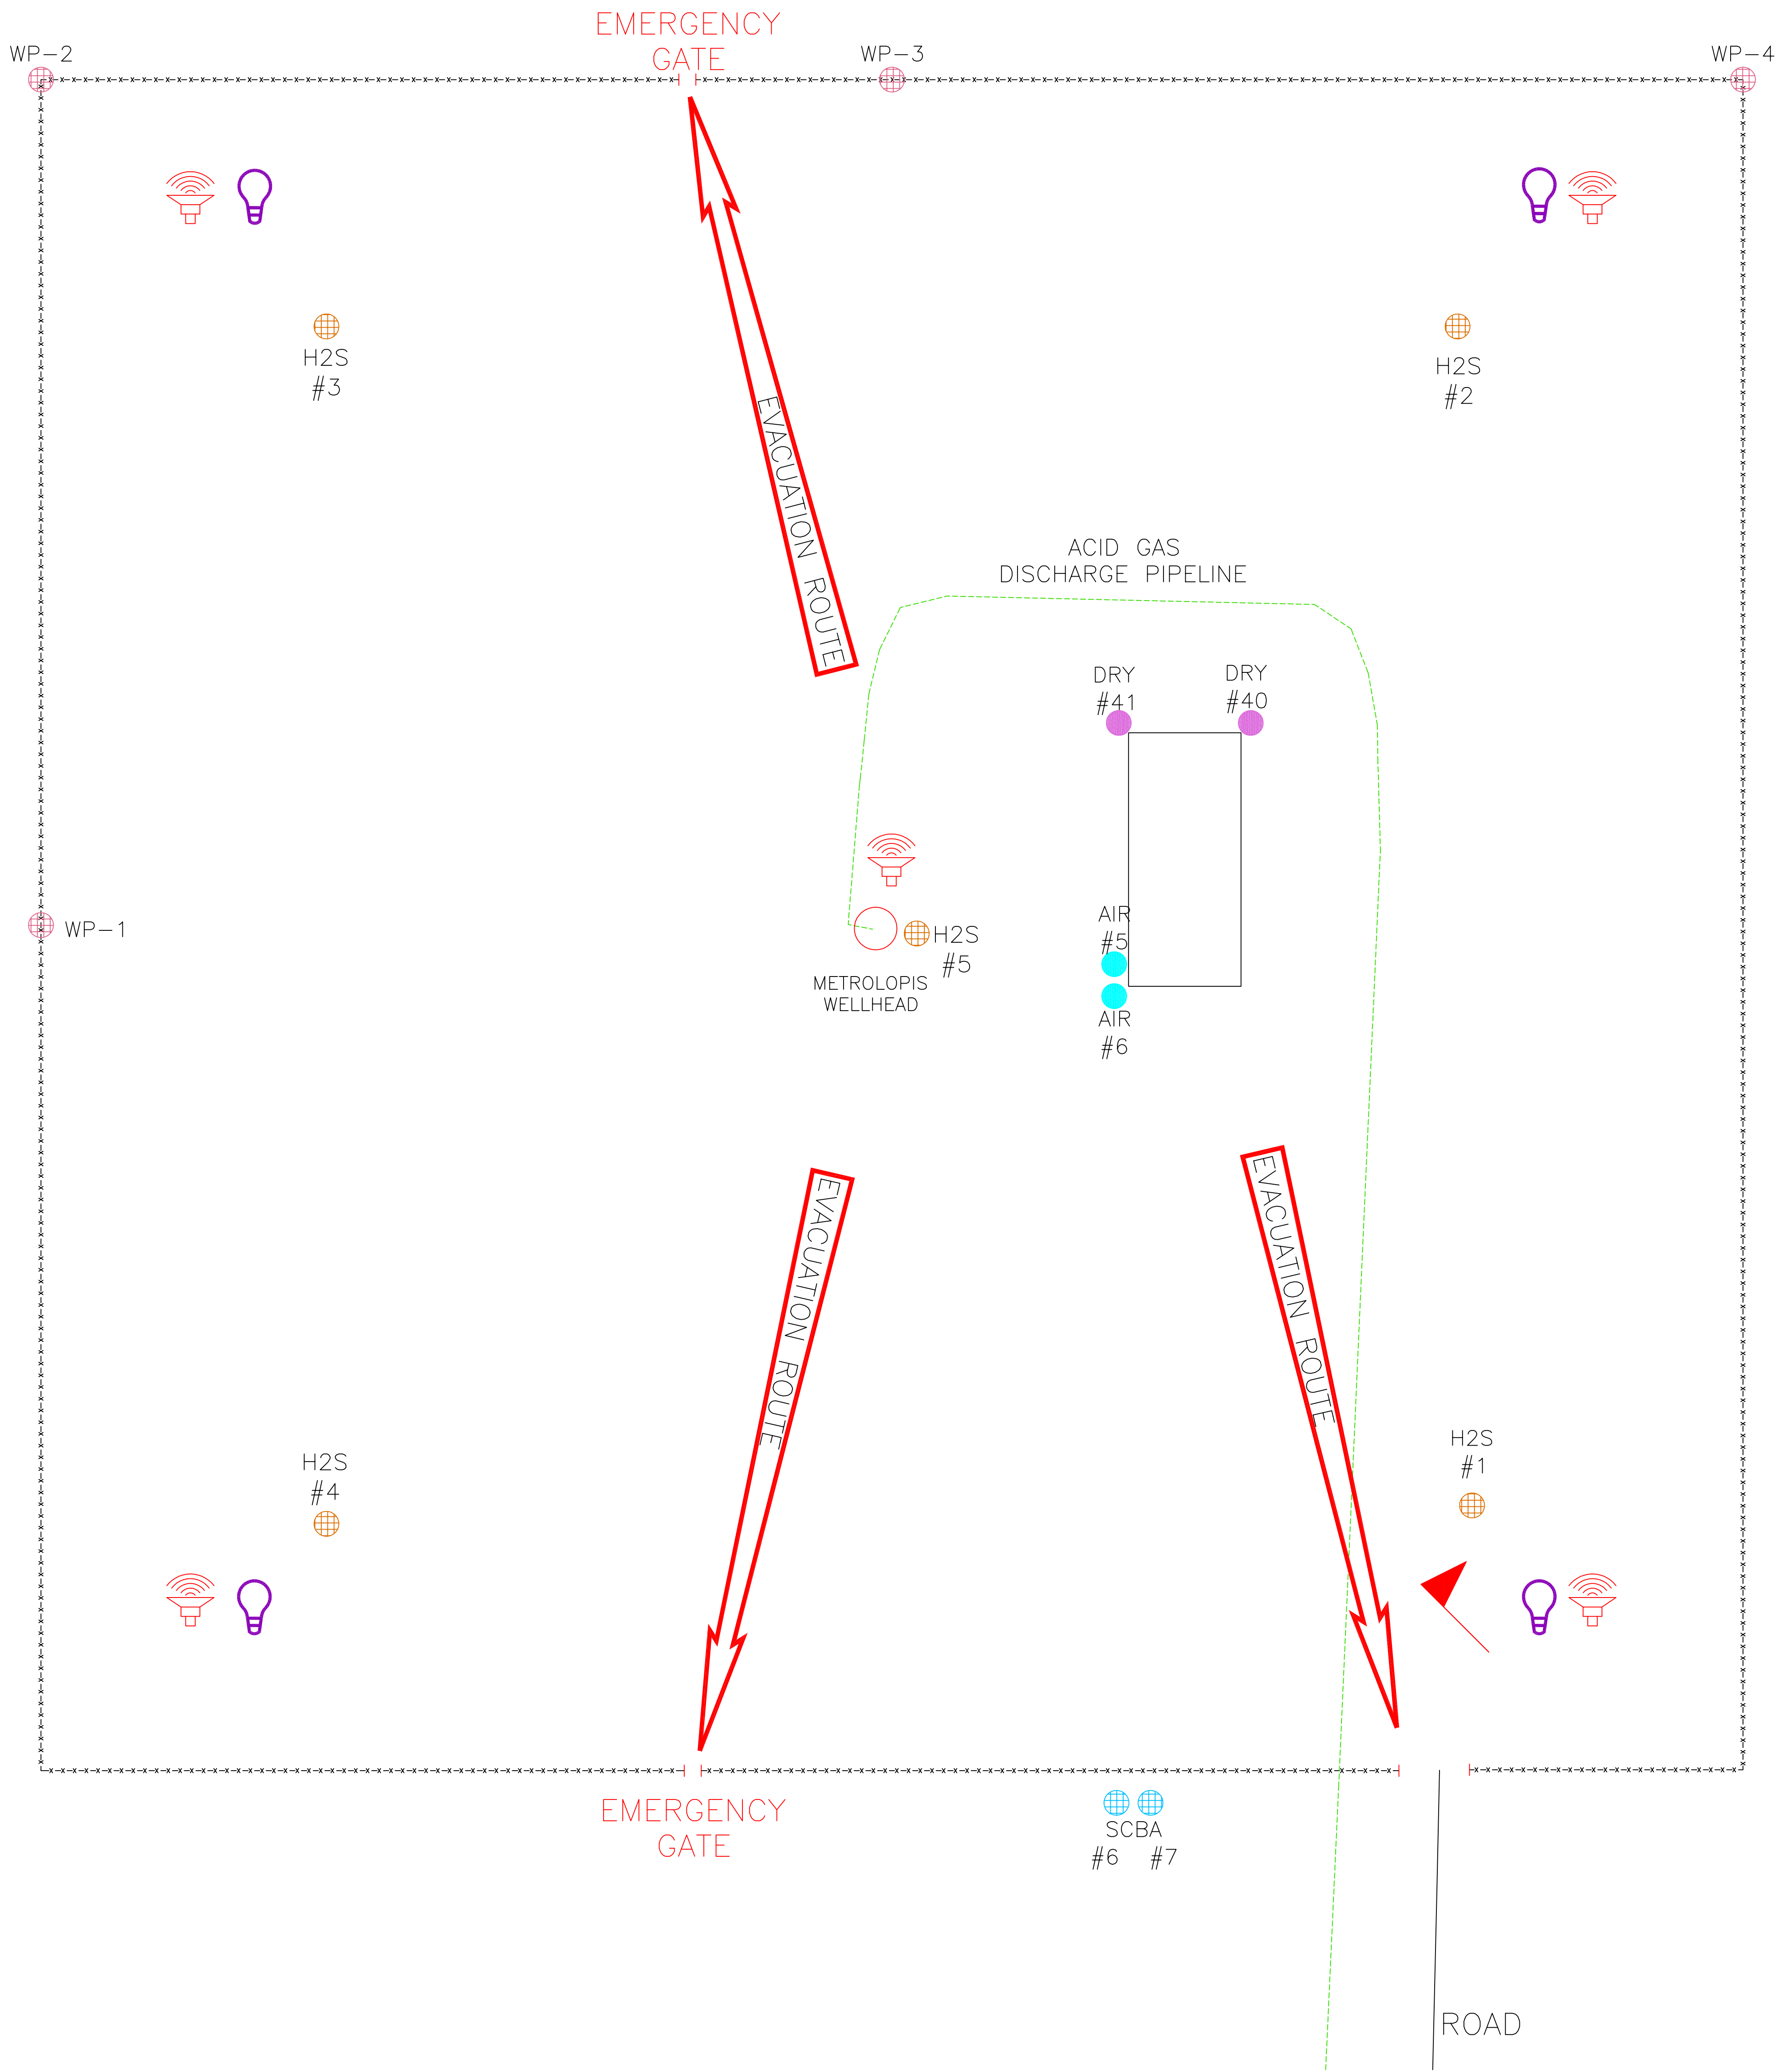 EMERGENCY
GATE
WP-2
WP-3
WP-4
H2S
#3
H2S
#2
EVACUATION ROUTE
ACID GAS
DISCHARGE PIPELINE
DRY
#41
DRY
#40
WP-1
AIR
#5
H2S
#5
METROLOPIS
WELLHEAD
AIR
#6
EVACUATION ROUTE
EVACUATION ROUTE
H2S
#1
H2S
#4
EMERGENCY
GATE
SCBA
#6 #7
ROAD